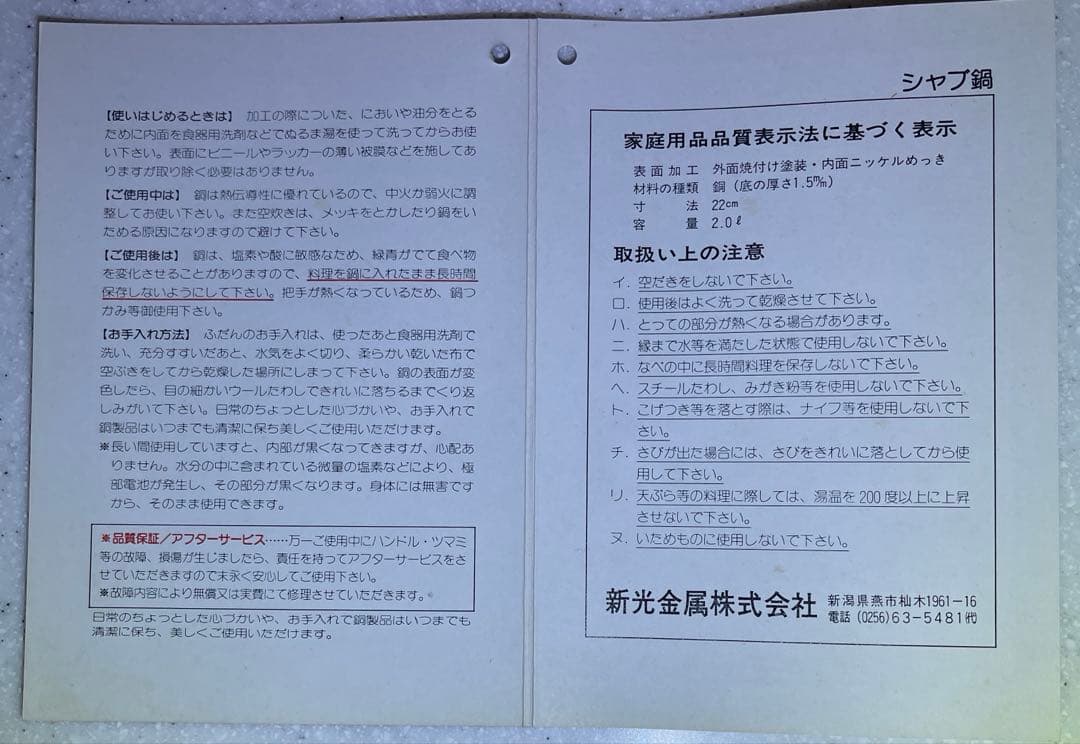 【使いはじめるときは】 加工の際についた、においや油分をとる
ために内面を食器用洗剤などでぬるま湯を使って洗ってからお使
い下さい。表面にビニールやラッカーの薄い被膜などを施してあ
りますが取り除く必要はありません。
【ご使用中は】 銅は熱伝導性に優れているので、中火か弱火に調
整してお使い下さい。また空炊きは、メッキをとかしたり鍋をい
ためる原因になりますので避けて下さい。
【ご使用後は】 銅は、塩素や酸に敏感なため、緑青がでて食べ物
を変化させることがありますので、料理を鍋に入れたまま長時間
保存しないようにして下さい。把手が熱くなっているため、鍋つ
かみ等御使用下さい。
【お手入れ方法】 ふだんのお手入れは、使ったあと食器用洗剤で
洗い、充分すすいだあと、水気をよく切り、柔らかい乾いた布で
空ぶきをしてから乾燥した場所にしまって下さい。銅の表面が変
色したら、目の細かいウールたわしできれいに落ちるまでくり返
しみがいて下さい。日常のちょっとした心づかいや、お手入れで
銅製品はいつまでも清潔に保ち美しくご使用いただけます。
※長い間使用していますと、内部が黒くなってきますが、心配あ
りません。水分の中に含まれている微量の塩素などにより、極
部電池が発生し、その部分が黒くなります。身体には無害です
から、そのまま使用できます。
※品質保証/アフターサービス……万一ご使用中にハンドル・ツマミ
等の故障、損傷が生じましたら、責任を持ってアフターサービスをさ
せていただきますので末永く安心してご使用下さい。
※故障内容により無償又は実費にて修理させていただきます。
日常のちょっとした心づかいや、お手入れで銅製品はいつまでも
清潔に保ち、美しくご使用いただけます。
シャブ鍋
家庭用品品質表示法に基づく表示
表面加工 外面焼付け塗装・内面ニッケルめっき
材料の種類 銅（底の厚さ1.5㎜）
寸法 22cm
容量 2.0ℓ
取扱い上の注意
イ. 空だきをしないで下さい。
ロ. 使用後はよく洗って乾燥させて下さい。
ハ. とっての部分が熱くなる場合があります。
ニ. 縁まで水等を満たした状態で使用しないで下さい。
ホ. なべの中に長時間料理を保存しないで下さい。
ヘ. スチールたわし、みがき粉等を使用しないで下さい。
ト. こげつき等を落とす際は、ナイフ等を使用しないで下
さい。
チ. さびが出た場合には、さびをきれいに落としてから使
用して下さい。
リ. 天ぷら等の料理に際しては、湯温を200度以上に上昇
させないで下さい。
ヌ. いためものに使用しないで下さい。
新光金属株式会社 新潟県燕市杣木1961−16
電話 (0256)63−5481㈹